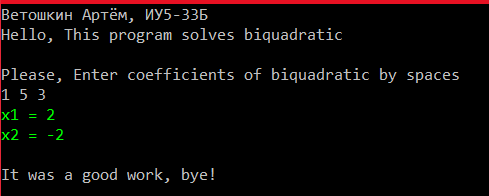 Ветошкин Артём, ИУ5-33Б
Hello, This program solves biquadratic
Please, Enter coefficients of biquadratic by spaces
1 5 3
x1 = 2
x2 = -2
It was a good work, bye!